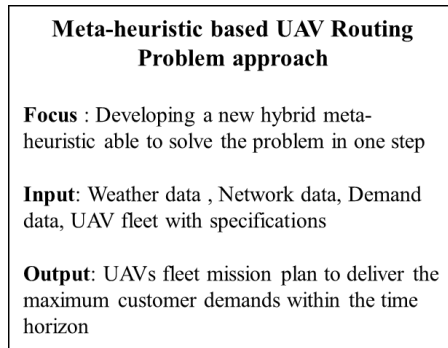 Meta-heuristic based UAV Routing
Problem approach
Focus : Developing a new hybrid meta-
heuristic able to solve the problem in one step
Input: Weather data , Network data, Demand
data, UAV fleet with specifications
Output: UAVs fleet mission plan to deliver the
maximum customer demands within the time
horizon